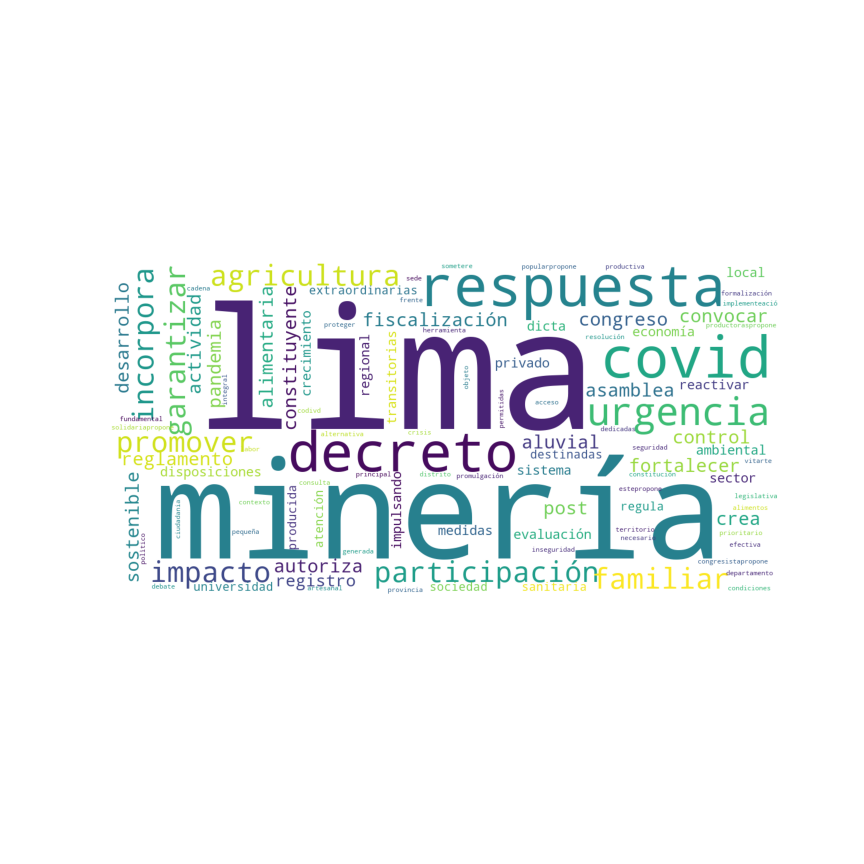 sometere
popularpropone
productiva
local
agricultura
sede
respuesta
desarrollo
incorpora
garantizar
cadena
actividad
pandemia
alimentaria
extraordinarias
constituyente
formalización
frente
lima
implementeació
crecimiento
fiscalización
congreso
convocar
proteger
regional
transitorias
herramienta
dicta
economía
productoraspropone
resolución
covid
integral
privado
objeto
permitidas
acceso
asamblea
reactivar
codivd
dedicadas
urgencia
fundamental
solidariapropone
promover
alternativa
crisis
decreto
aluvial
control
labor
reglamento
destinadas
seguridad
ambiental
vitarte
disposiciones
principal
distrito
promulgación
sistema
fortalecer
constitución
sector
minería
consulta
estepropone
sostenible
político
ciudadania
contexto
producida
atención
impulsando
post
regula
legislativa
alimentos
crea
pequeña
medidas
evaluación
territorio
necesario
prioritario
generada
inseguridad
efectiva
impacto
autoriza
participación
familiar
congresistapropone
departamento
debate
universidad
registro
artesanal
provincia
sociedad
sanitaria
condiciones